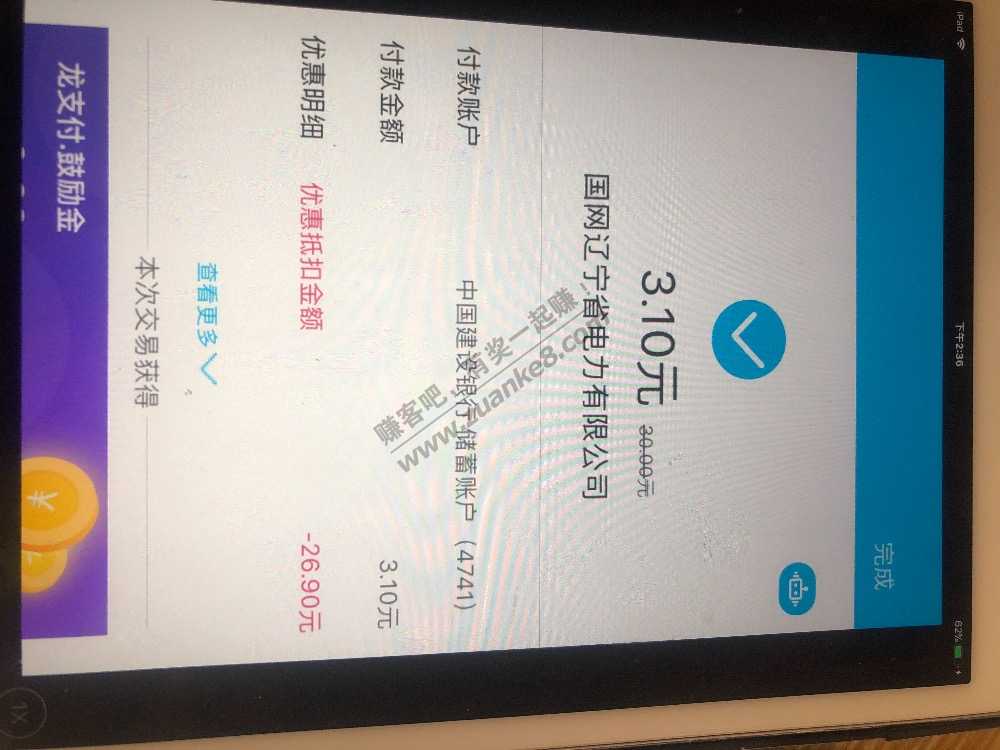 iPad
下午2:36
62%
完成
3.10元 30.00元
国网辽宁省电力有限公司
付款账户 中国建设银行储蓄账户 (4741)
付款金额 3.10元
优惠明细 优惠抵扣金额 -26.90元
查看更多
本次交易获得
龙支付.鼓励金
¥
赚客吧，有奖一起赚！
www.zuanke8.com
1X